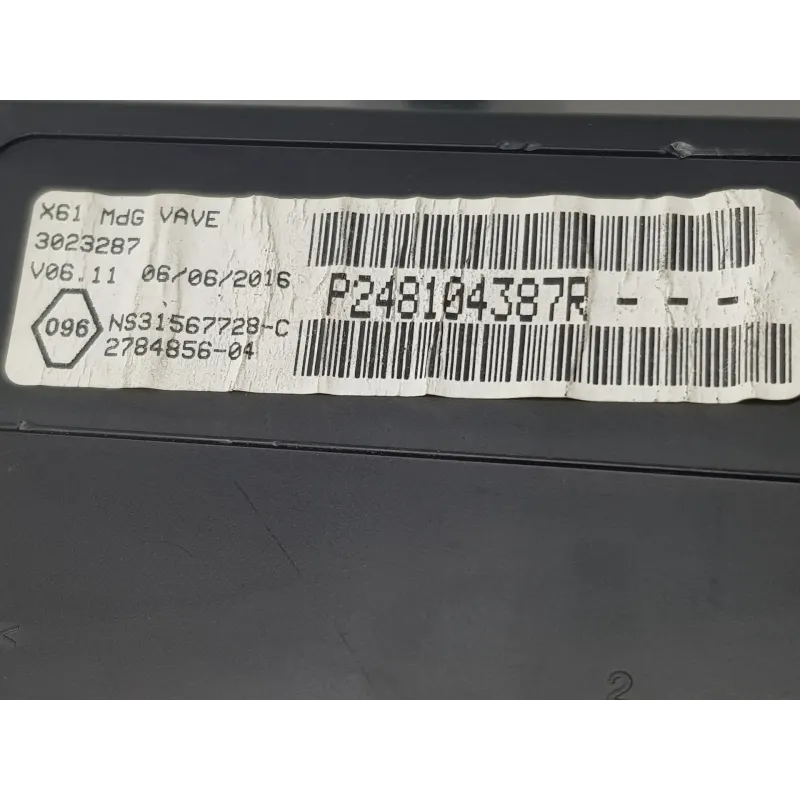 X61 MdG VAVE
3023287
V06.11 06/06/2016
P248104387R - - -
096
NS31567728-C
2784856-04
2